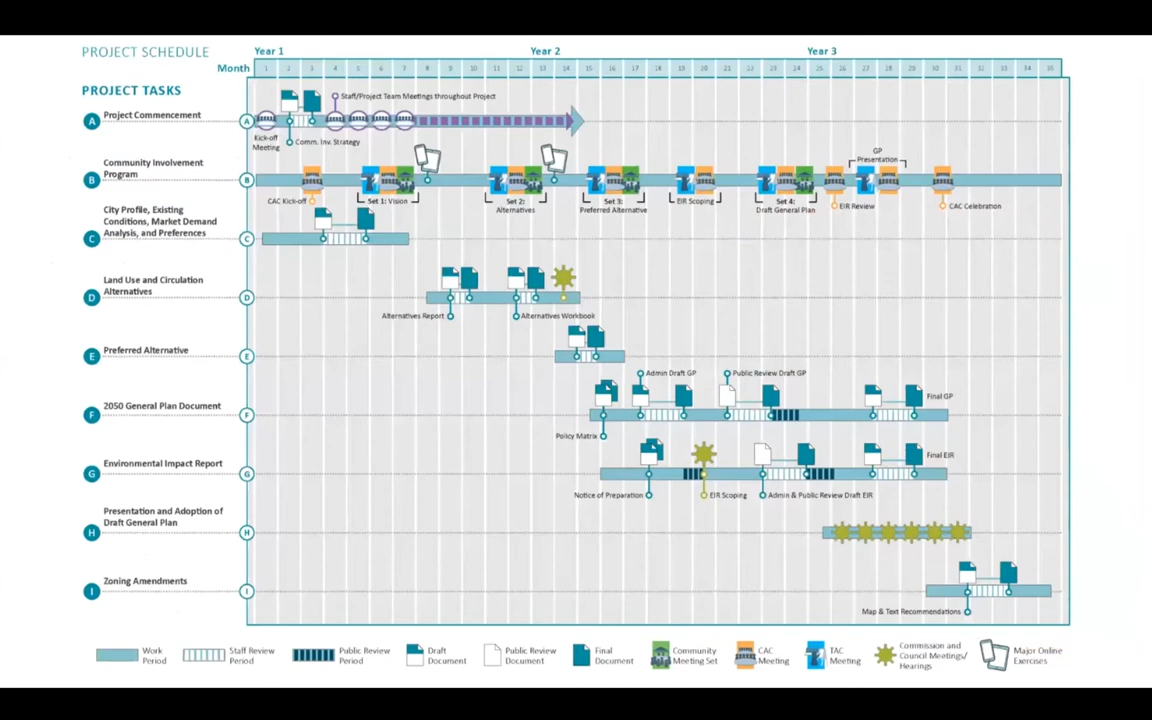 PROJECT SCHEDULE
Year 1
Year 2
Year 3
Month
1 2 3 4 5 6 7 8 9 10 11 12 13 14 15 16 17 18 19 20 21 22 23 24 25 26 27 28 29 30 31 32 33 34 35
PROJECT TASKS
Staff/Project Team Meetings throughout Project
A Project Commencement A
Kick-off
Meeting
Comm. Inv. Strategy
GP
Presentation
B Community Involvement
Program B
CAC Kick-off
Set 1: Vision
Set 2:
Alternatives
Set 3:
Preferred Alternative
EIR Scoping
Set 4:
Draft General Plan
EIR Review
CAC Celebration
City Profile, Existing
Conditions, Market Demand
Analysis, and Preferences
C C
Land Use and Circulation
Alternatives
D D
Alternatives Report
Alternatives Workbook
Preferred Alternative
E E
Admin Draft GP
Public Review Draft GP
2050 General Plan Document
F F
Final GP
Policy Matrix
Environmental Impact Report
G G
Final EIR
Notice of Preparation
EIR Scoping
Admin & Public Review Draft EIR
Presentation and Adoption of
Draft General Plan
H H
Zoning Amendments
I I
Map & Text Recommendations
Work
Period
Staff Review
Period
Public Review
Period
Draft
Document
Public Review
Document
Final
Document
Community
Meeting Set
CAC
Meeting
TAC
Meeting
Commission and
Council Meetings/
Hearings
Major Online
Exercises